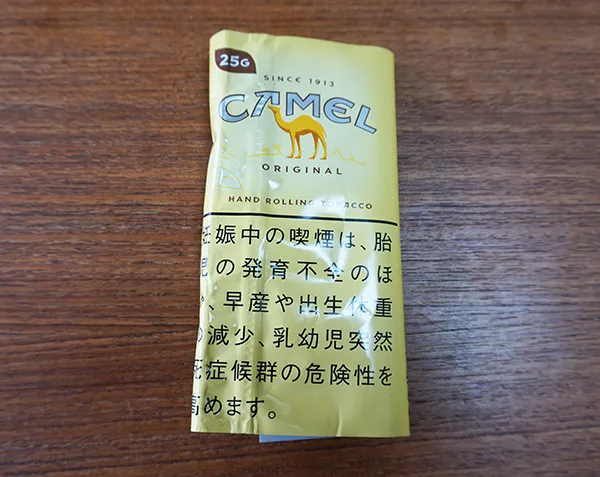 25G
SINCE 1913
CAMEL
ORIGINAL
HAND ROLLING TOBACCO
妊娠中の喫煙は、胎
児の発育不全のほ
、早産や出生体重
の減少、乳幼児突然
死症候群の危険性を
高めます。